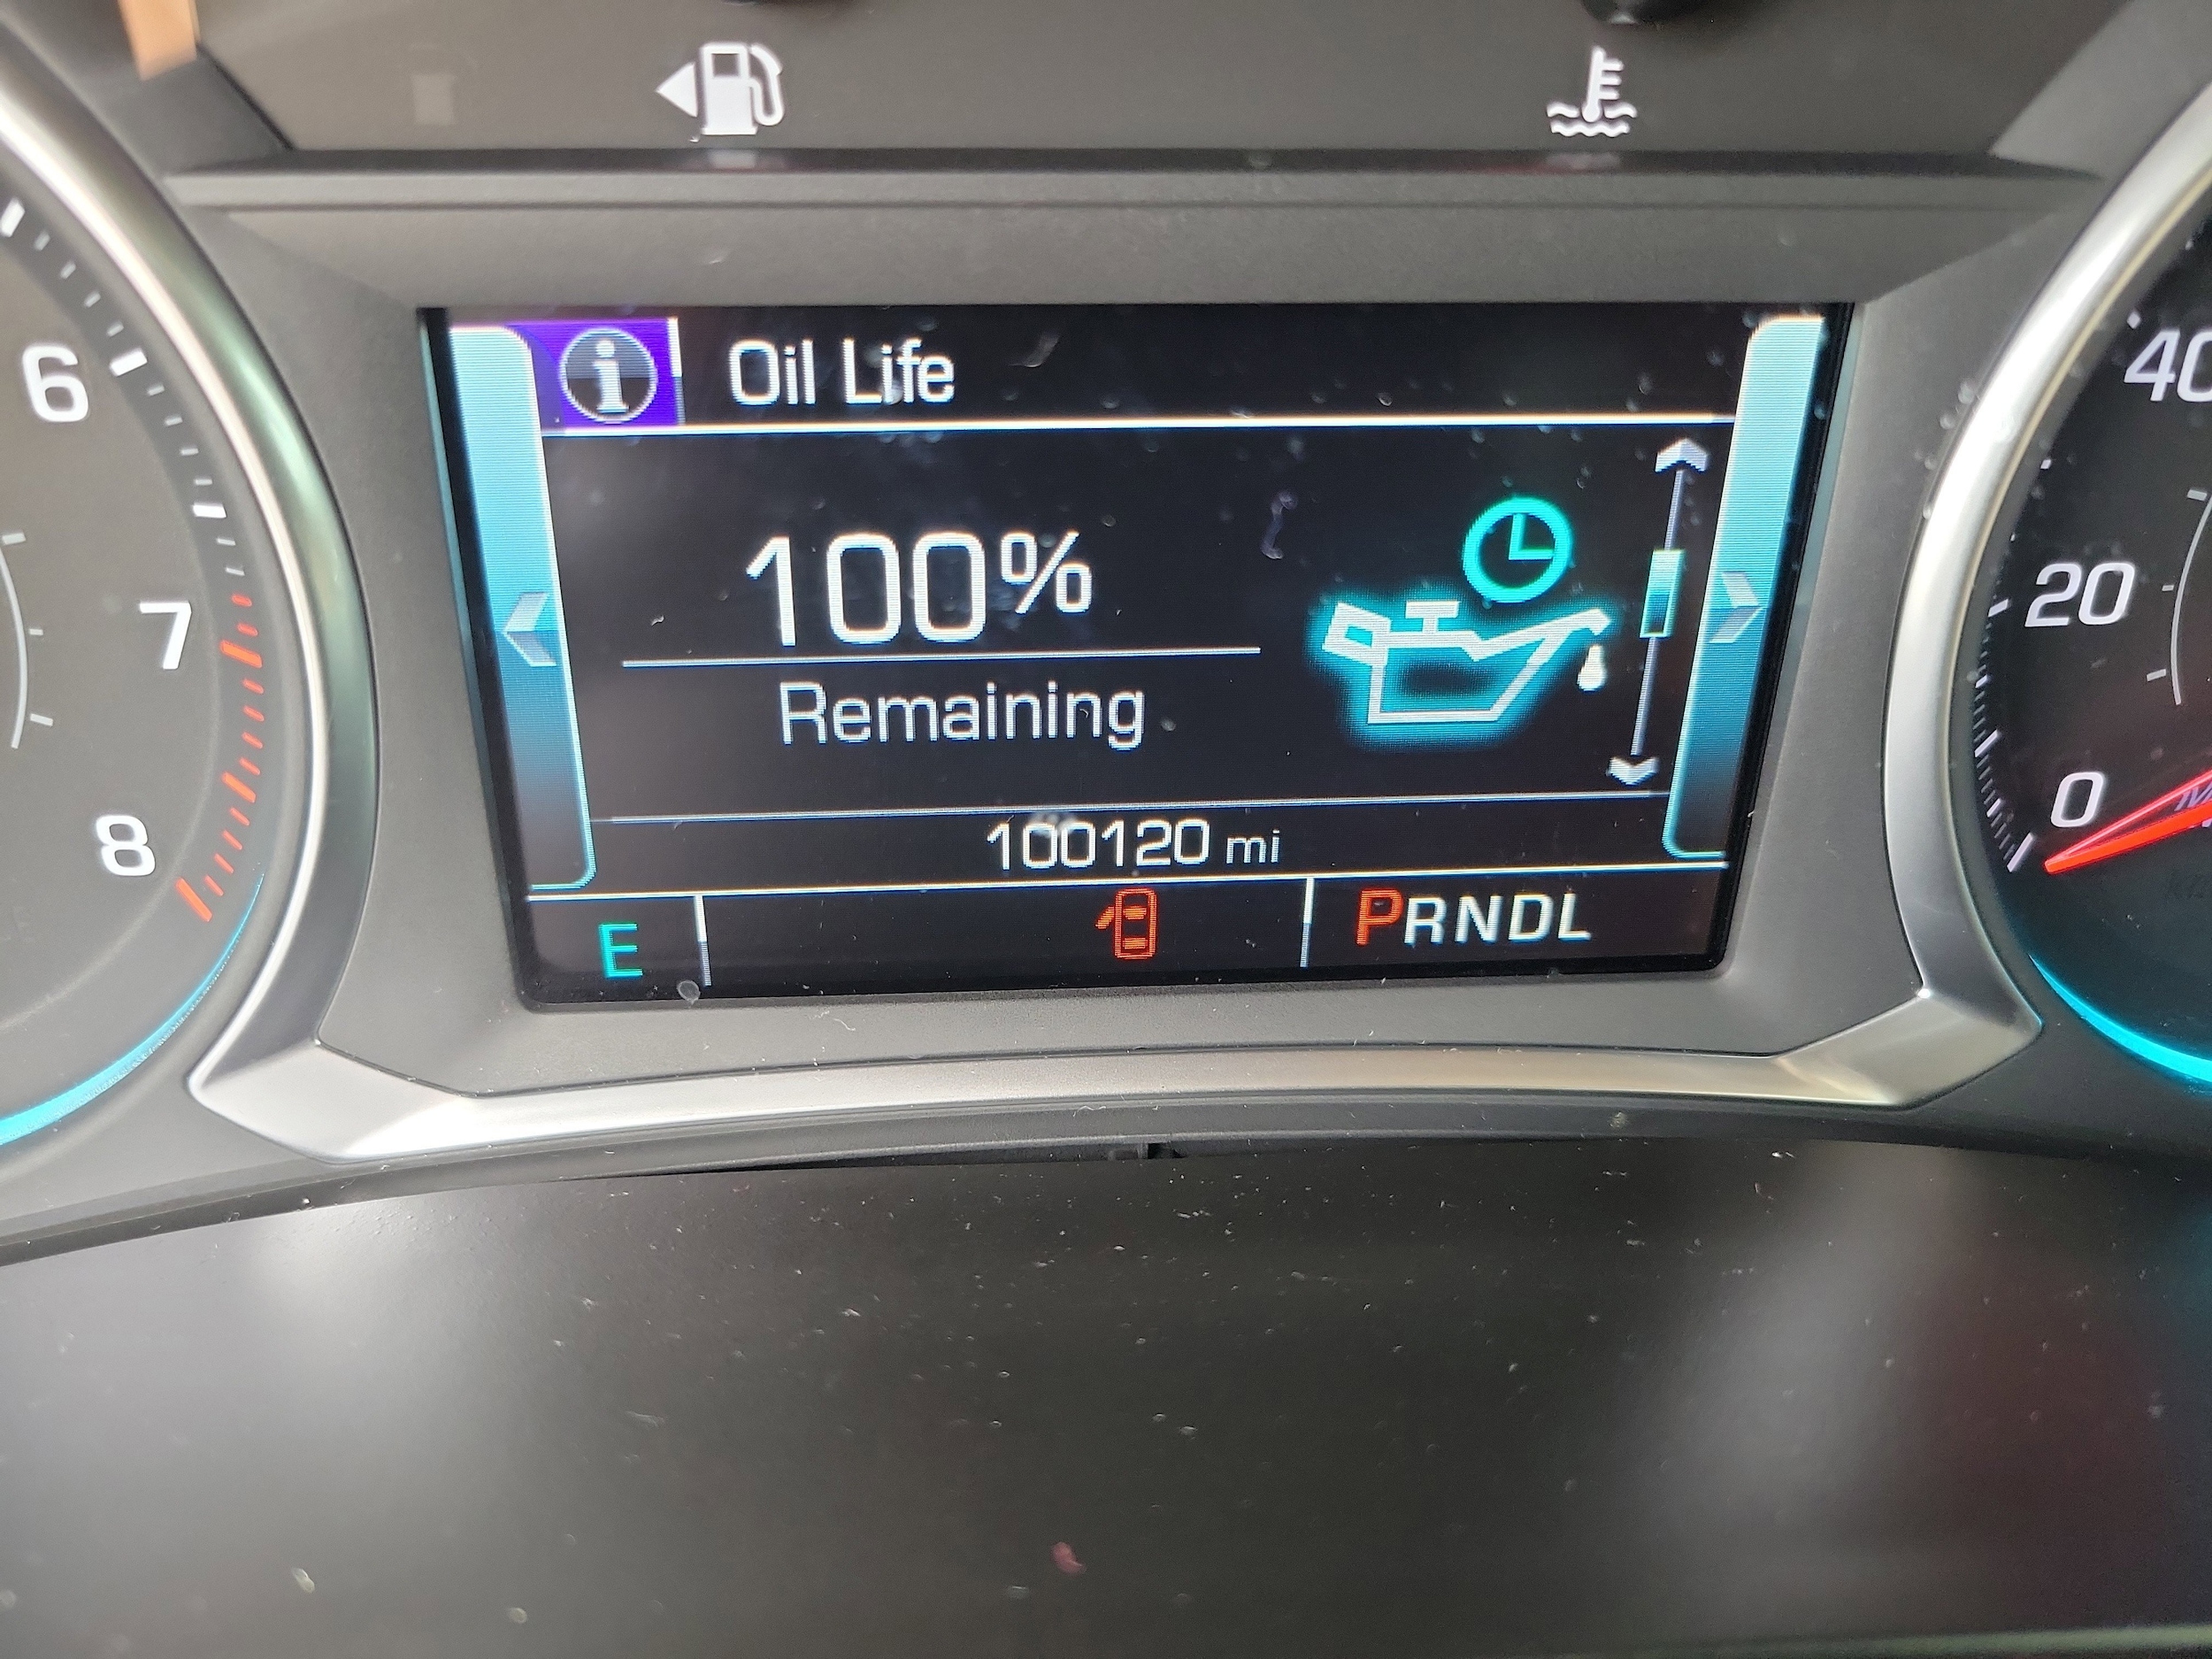 Oil Life
100%
Remaining
100120 mi
E
PRNDL
6
7
8
40
20
0